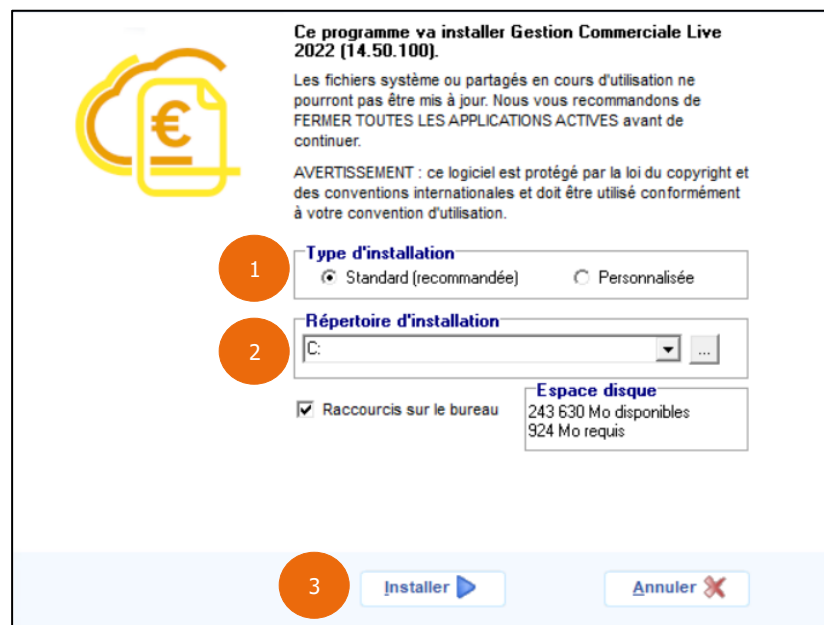 Ce programme va installer Gestion Commerciale Live
2022 (14.50.100).
Les fichiers système ou partagés en cours d'utilisation ne
pourront pas être mis à jour. Nous vous recommandons de
FERMER TOUTES LES APPLICATIONS ACTIVES avant de
continuer.
AVERTISSEMENT : ce logiciel est protégé par la loi du copyright et
des conventions internationales et doit être utilisé conformément
à votre convention d'utilisation.
Type d'installation
1
Standard (recommandée) Personnalisée
Répertoire d'installation
2
C: ...
Raccourcis sur le bureau
Espace disque
243 630 Mo disponibles
924 Mo requis
3
Installer Annuler